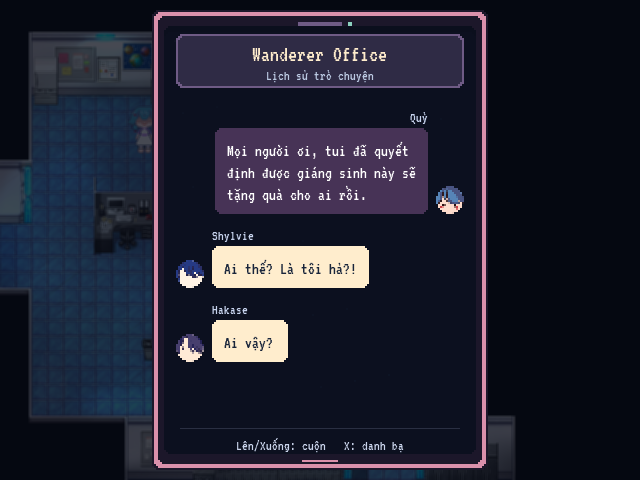 Wanderer Office
Lịch sử trò chuyện
Quỷ
Mọi người ơi, tui đã quyết
định được giáng sinh này sẽ
tặng quà cho ai rồi.
Shylvie
Ai thế? Là tôi hả?!
Hakase
Ai vậy?
Lên/Xuống: cuộn   X: danh bạ